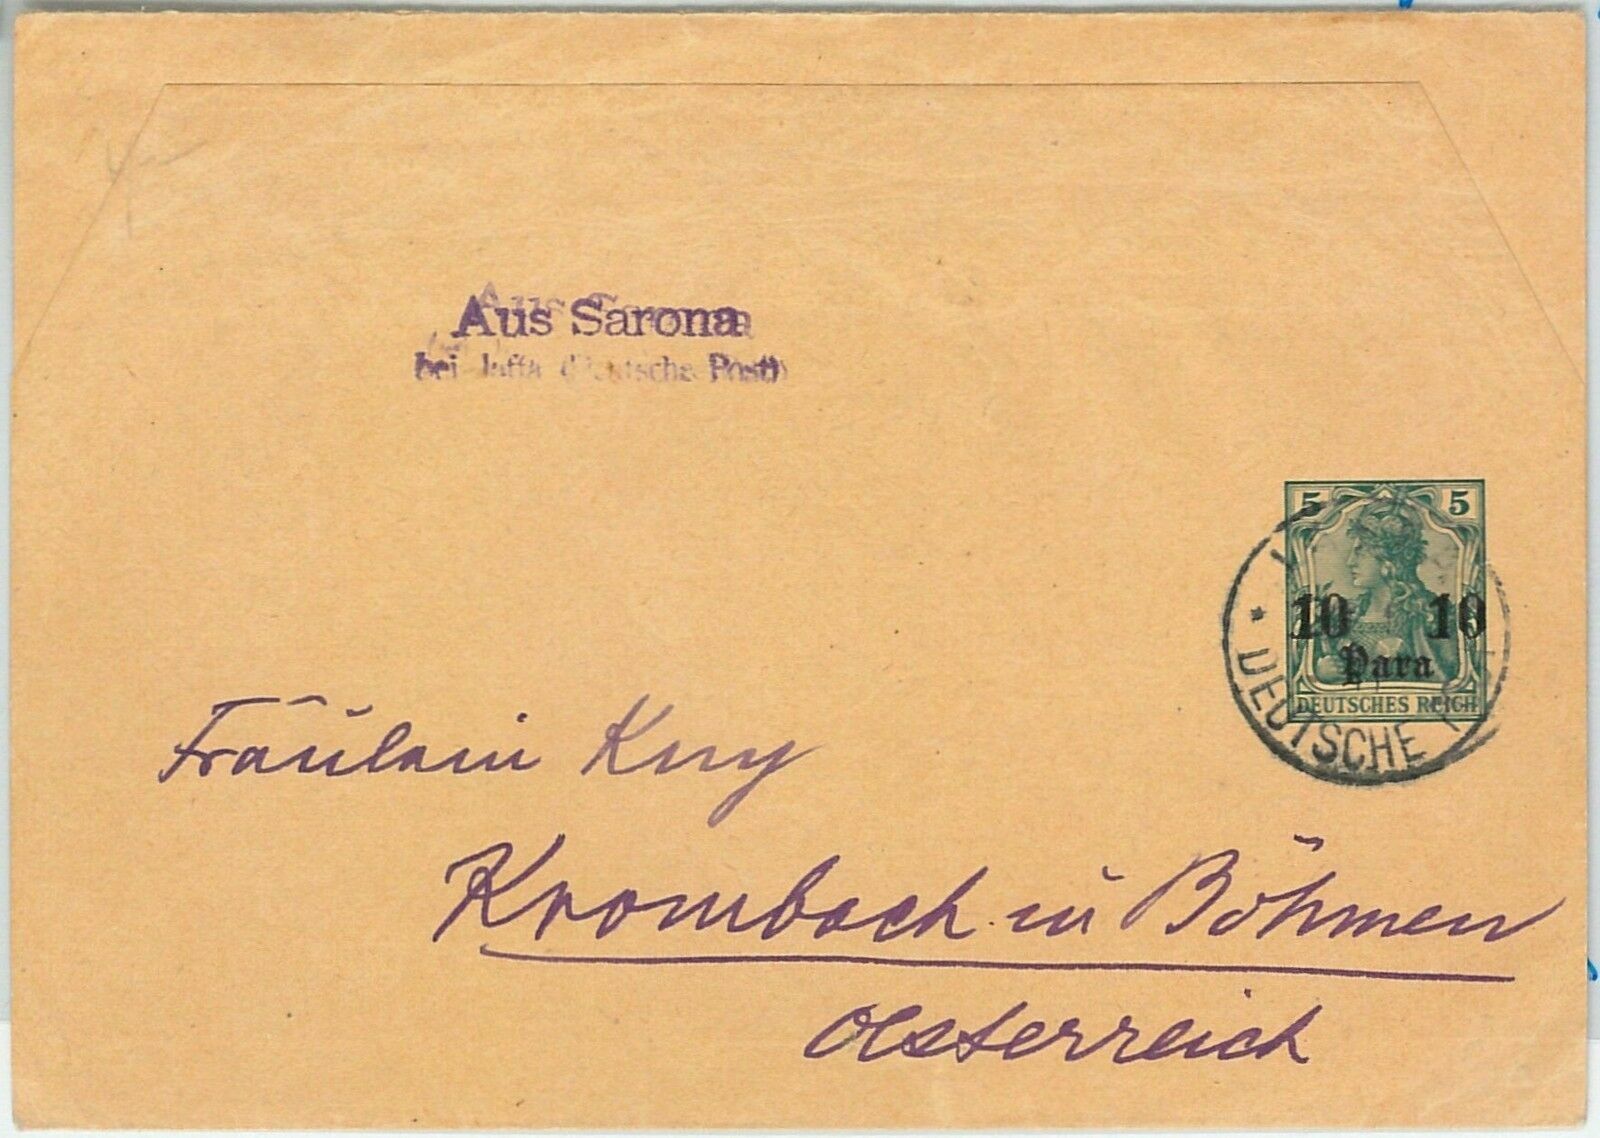 Aus Sarona
bei Jaffa (Deutsche Post)
5 5
10 10
Para
DEUTSCHES REICH
DEUTSCHE
Fräulein Kny
Krombach in Böhmen
Oesterreich